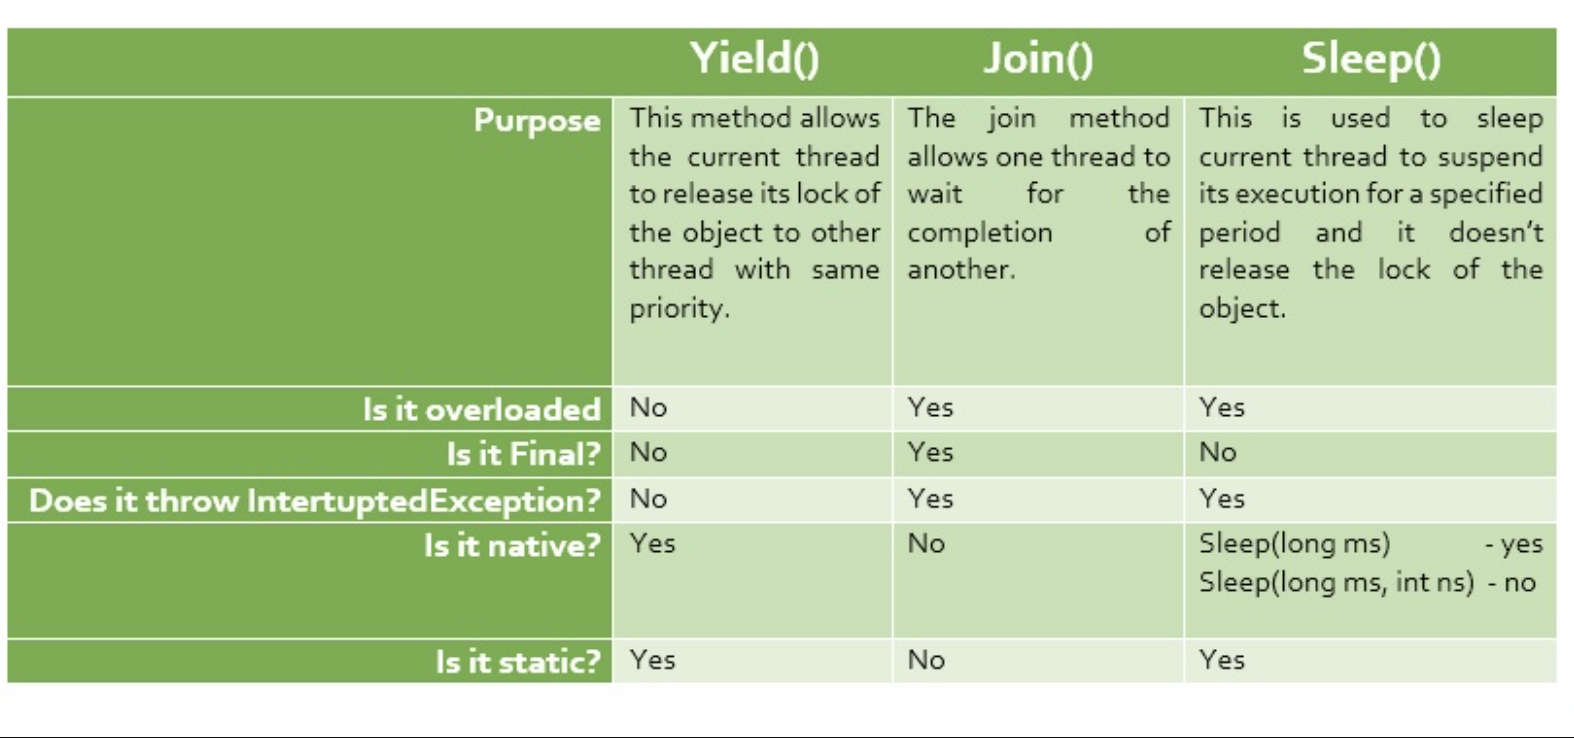 Yield() Join() Sleep()
Purpose
This method allows
the current thread
to release its lock of
the object to other
thread with same
priority.
The join method
allows one thread to
wait for the
completion of
another.
This is used to sleep
current thread to suspend
its execution for a specified
period and it doesn't
release the lock of the
object.
Is it overloaded No Yes Yes
Is it Final? No Yes No
Does it throw IntertuptedException? No Yes Yes
Is it native? Yes No Sleep(long ms) - yes
Sleep(long ms, int ns) - no
Is it static? Yes No Yes